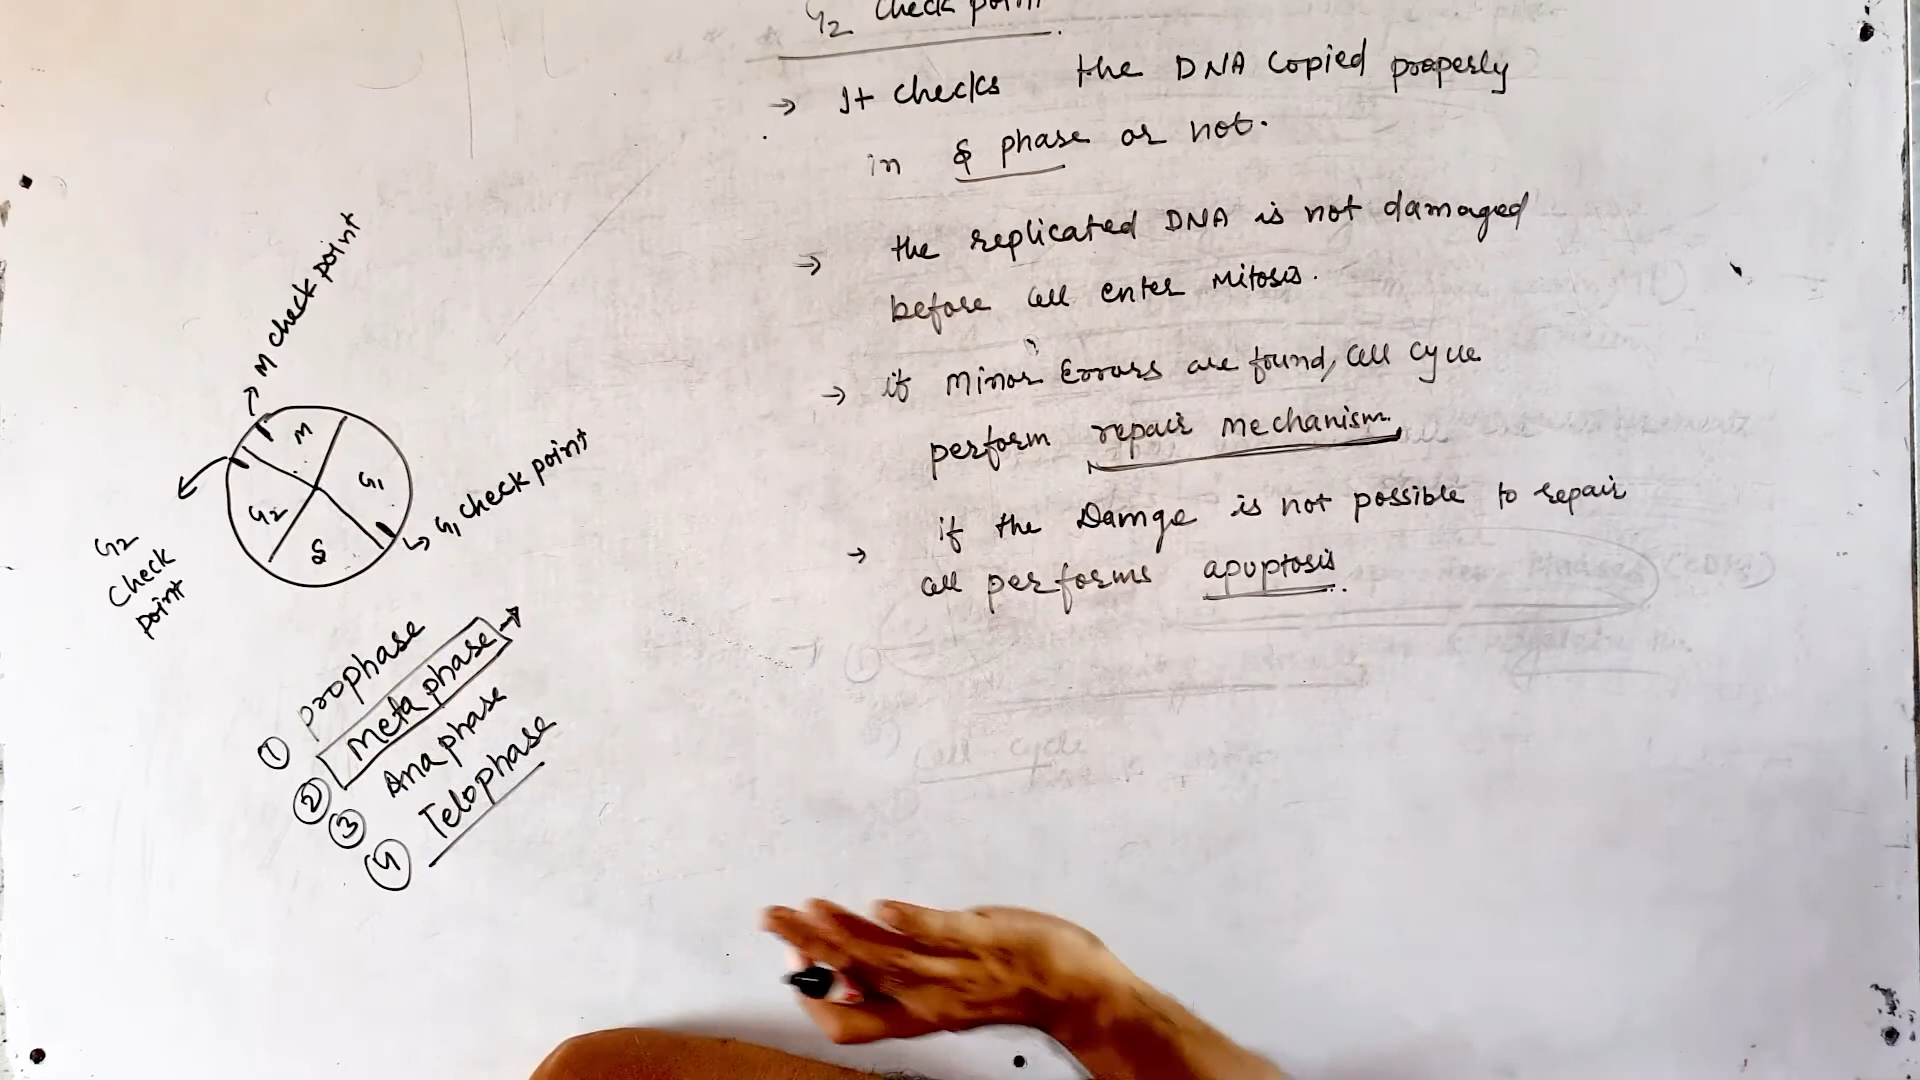 G2 check point
→ It checks the DNA copied properly
in S phase or not.
→ the replicated DNA is not damaged
before cell enter Mitosis.
→ if Minor Errors are found, cell cycle
perform repair mechanism.
→ if the Damge is not possible to repair
cell performs apoptosis.
M check point
M
G1
G2
S
G1 check point
G2
check
point
① prophase
② Meta phase →
③ Anaphase
④ Telophase
cell cycle